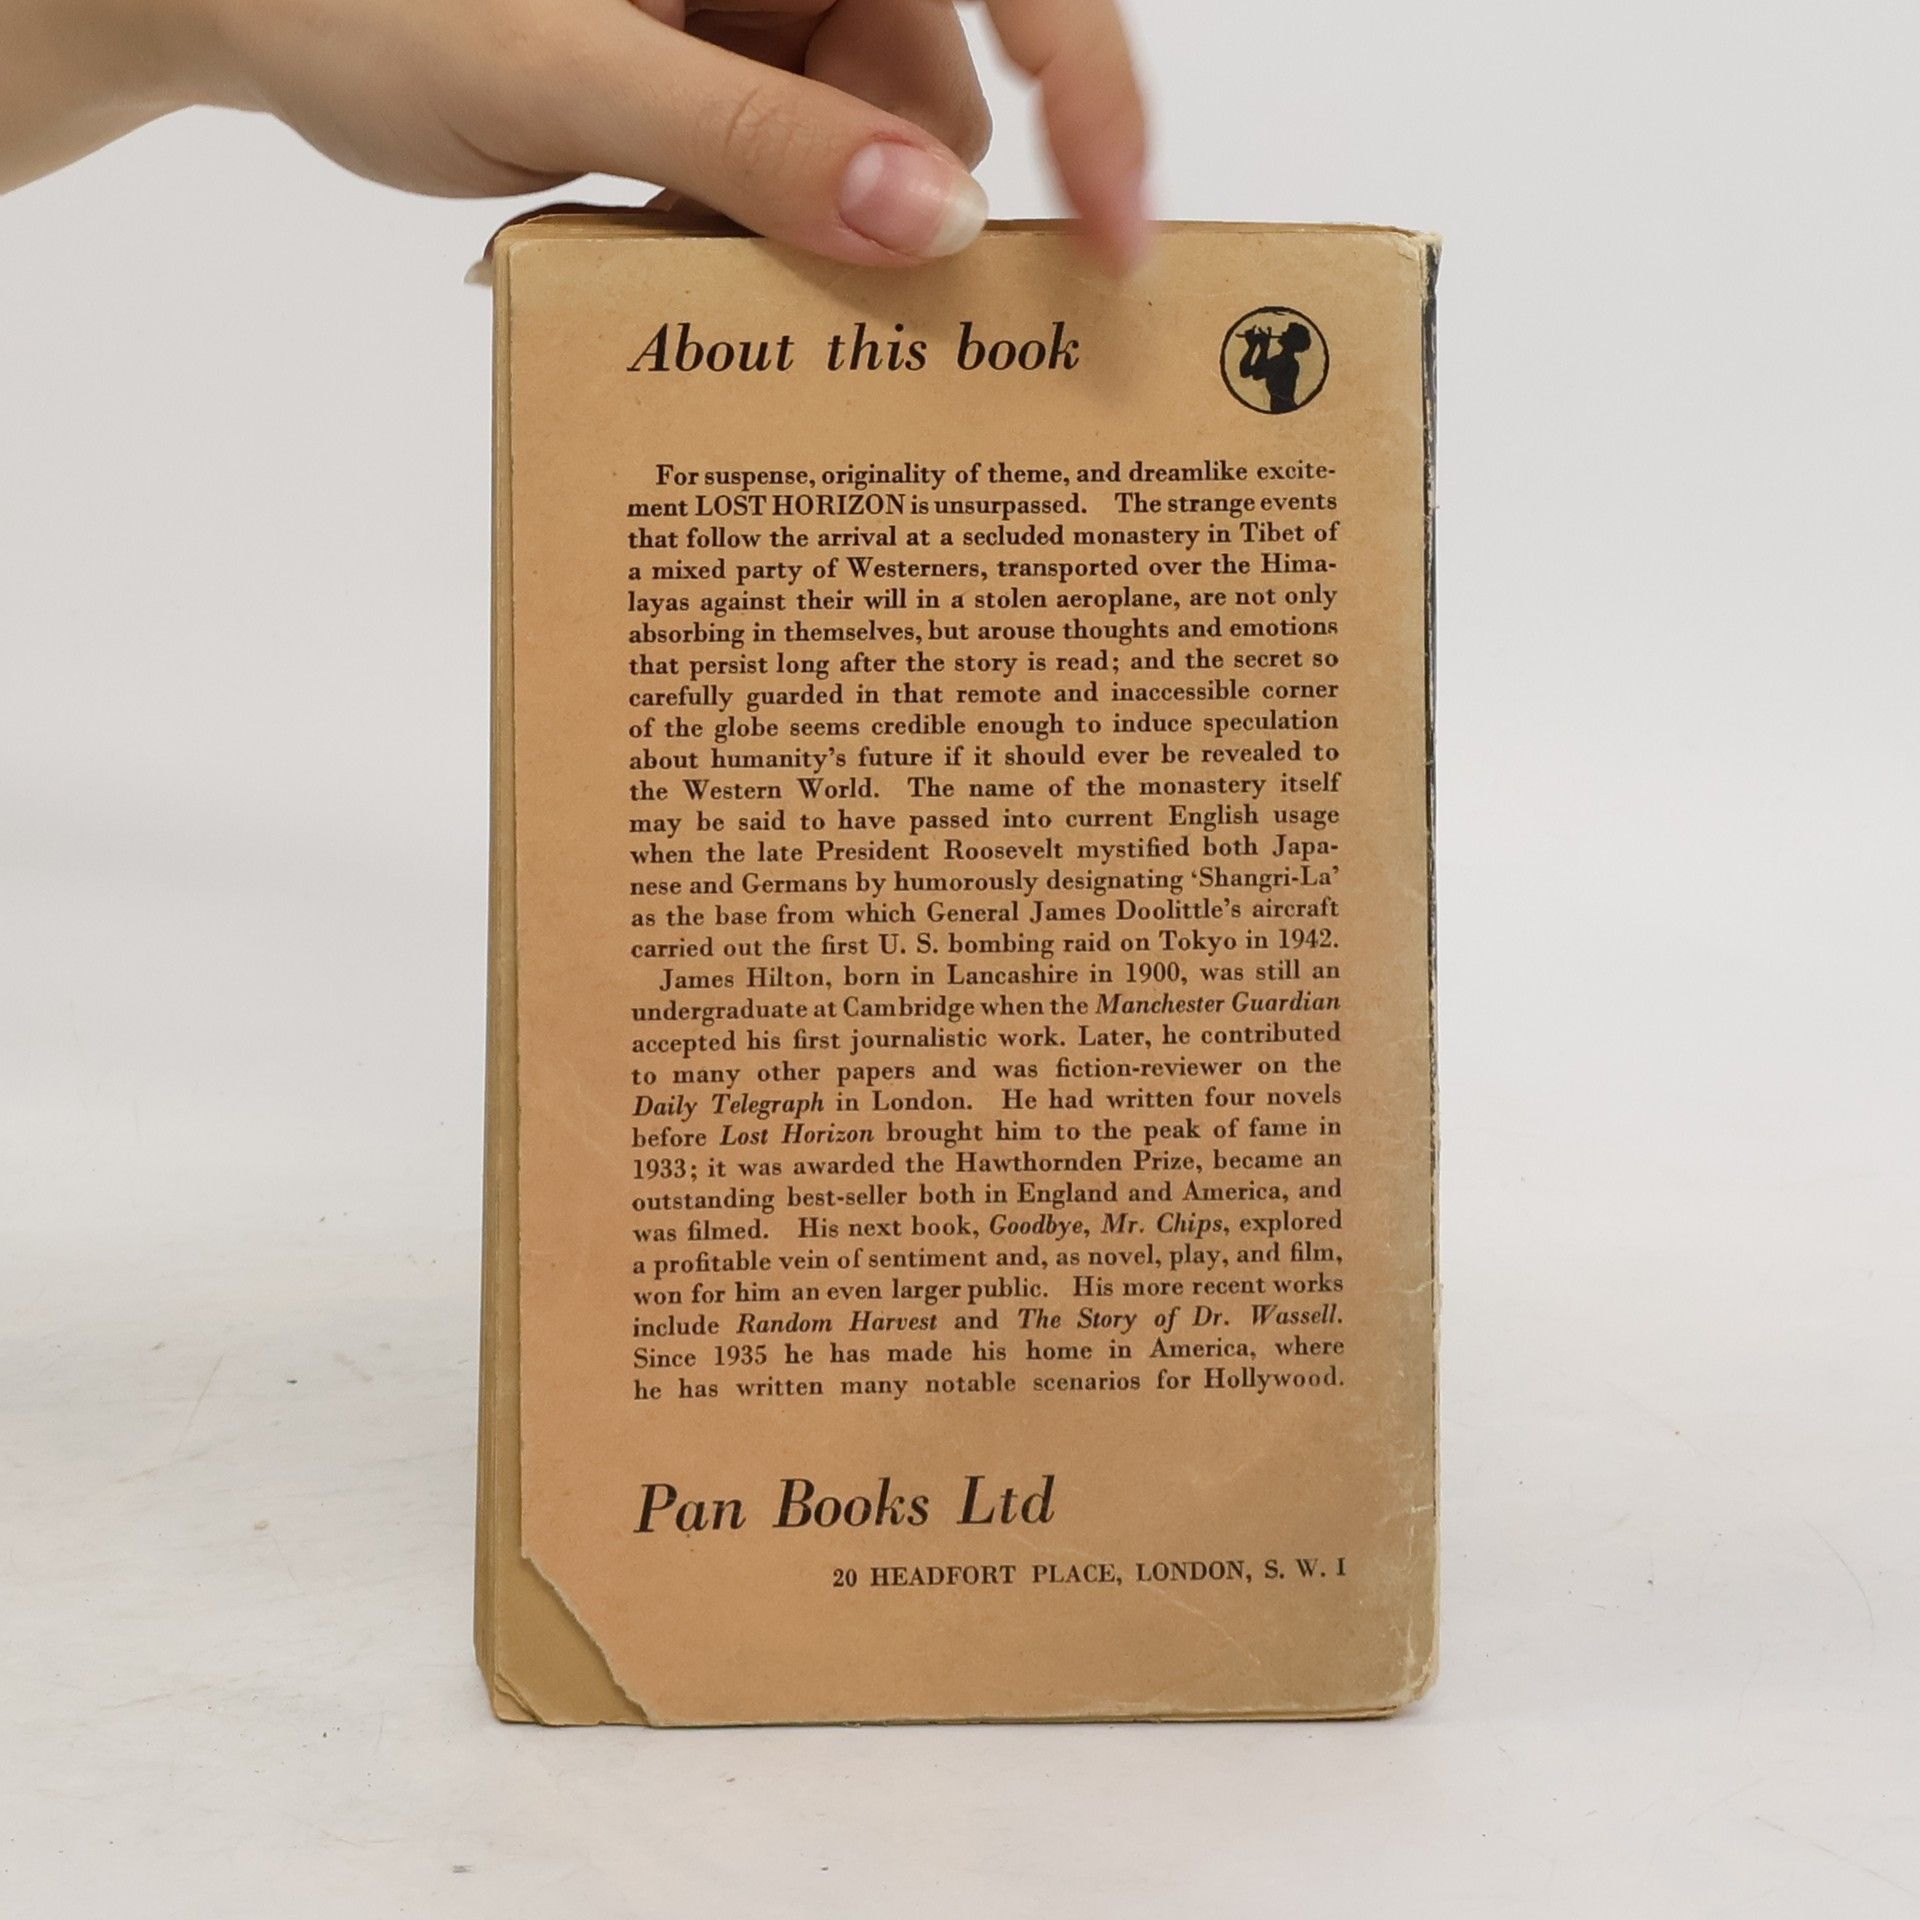 About this book
For suspense, originality of theme, and dreamlike excite-
ment LOST HORIZON is unsurpassed. The strange events
that follow the arrival at a secluded monastery in Tibet of
a mixed party of Westerners, transported over the Hima-
layas against their will in a stolen aeroplane, are not only
absorbing in themselves, but arouse thoughts and emotions
that persist long after the story is read; and the secret so
carefully guarded in that remote and inaccessible corner
of the globe seems credible enough to induce speculation
about humanity's future if it should ever be revealed to
the Western World. The name of the monastery itself
may be said to have passed into current English usage
when the late President Roosevelt mystified both Japa-
nese and Germans by humorously designating ‘Shangri-La’
as the base from which General James Doolittle's aircraft
carried out the first U. S. bombing raid on Tokyo in 1942.
James Hilton, born in Lancashire in 1900, was still an
undergraduate at Cambridge when the Manchester Guardian
accepted his first journalistic work. Later, he contributed
to many other papers and was fiction-reviewer on the
Daily Telegraph in London. He had written four novels
before Lost Horizon brought him to the peak of fame in
1933; it was awarded the Hawthornden Prize, became an
outstanding best-seller both in England and America, and
was filmed. His next book, Goodbye, Mr. Chips, explored
a profitable vein of sentiment and, as novel, play, and film,
won for him an even larger public. His more recent works
include Random Harvest and The Story of Dr. Wassell.
Since 1935 he has made his home in America, where
he has written many notable scenarios for Hollywood.
Pan Books Ltd
20 HEADFORT PLACE, LONDON, S. W. I